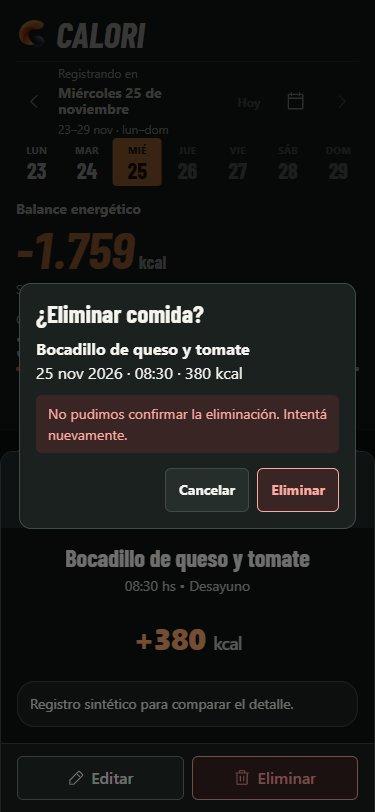 CALORI
Registrando en
Miércoles 25 de
noviembre
Hoy
23–29 nov · lun–dom
LUN MAR MIÉ JUE VIE SÁB DOM
23 24 25 26 27 28 29
Balance energético
-1.759 kcal
¿Eliminar comida?
Bocadillo de queso y tomate
25 nov 2026 · 08:30 · 380 kcal
No pudimos confirmar la eliminación. Intentá
nuevamente.
Cancelar Eliminar
Bocadillo de queso y tomate
08:30 hs • Desayuno
+380 kcal
Registro sintético para comparar el detalle.
Editar Eliminar